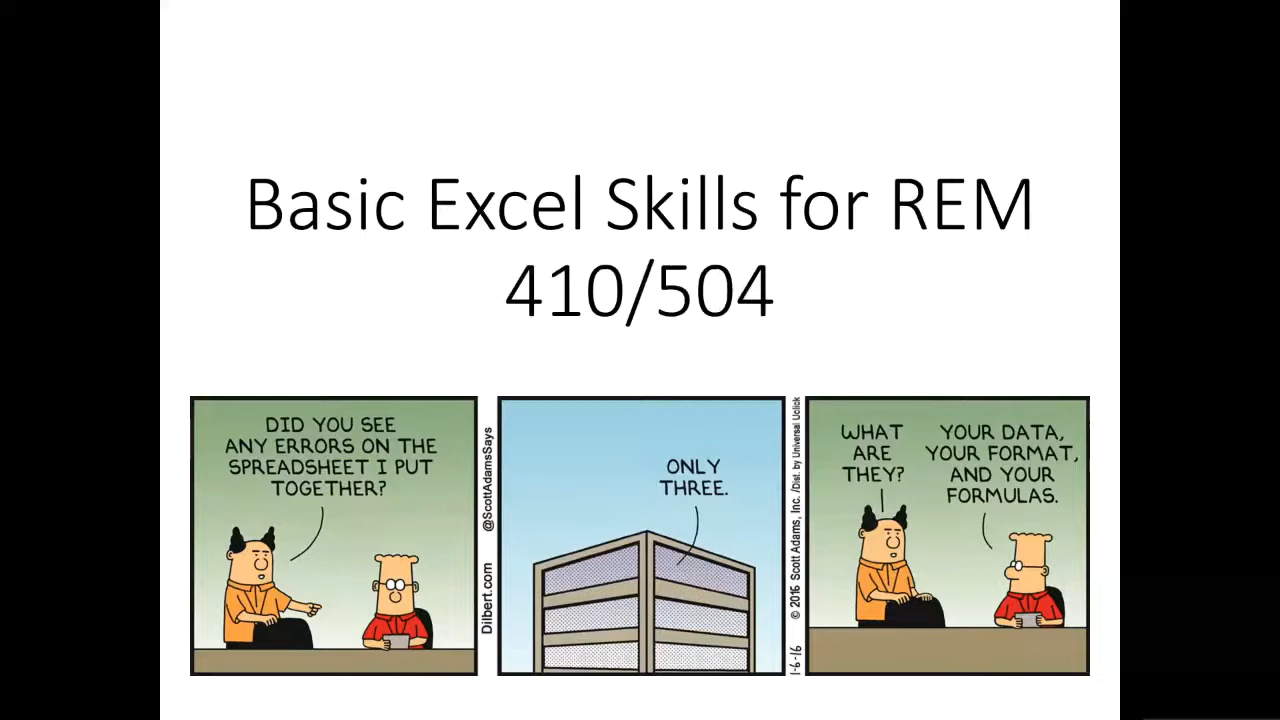 Basic Excel Skills for REM
410/504
DID YOU SEE
ANY ERRORS ON THE
SPREADSHEET I PUT
TOGETHER?
@ScottAdamsSays
Dilbert.com
ONLY
THREE.
© 2016 Scott Adams, Inc. /Dist. by Universal Uclick
1-6-16
WHAT
ARE
THEY?
YOUR DATA,
YOUR FORMAT,
AND YOUR
FORMULAS.